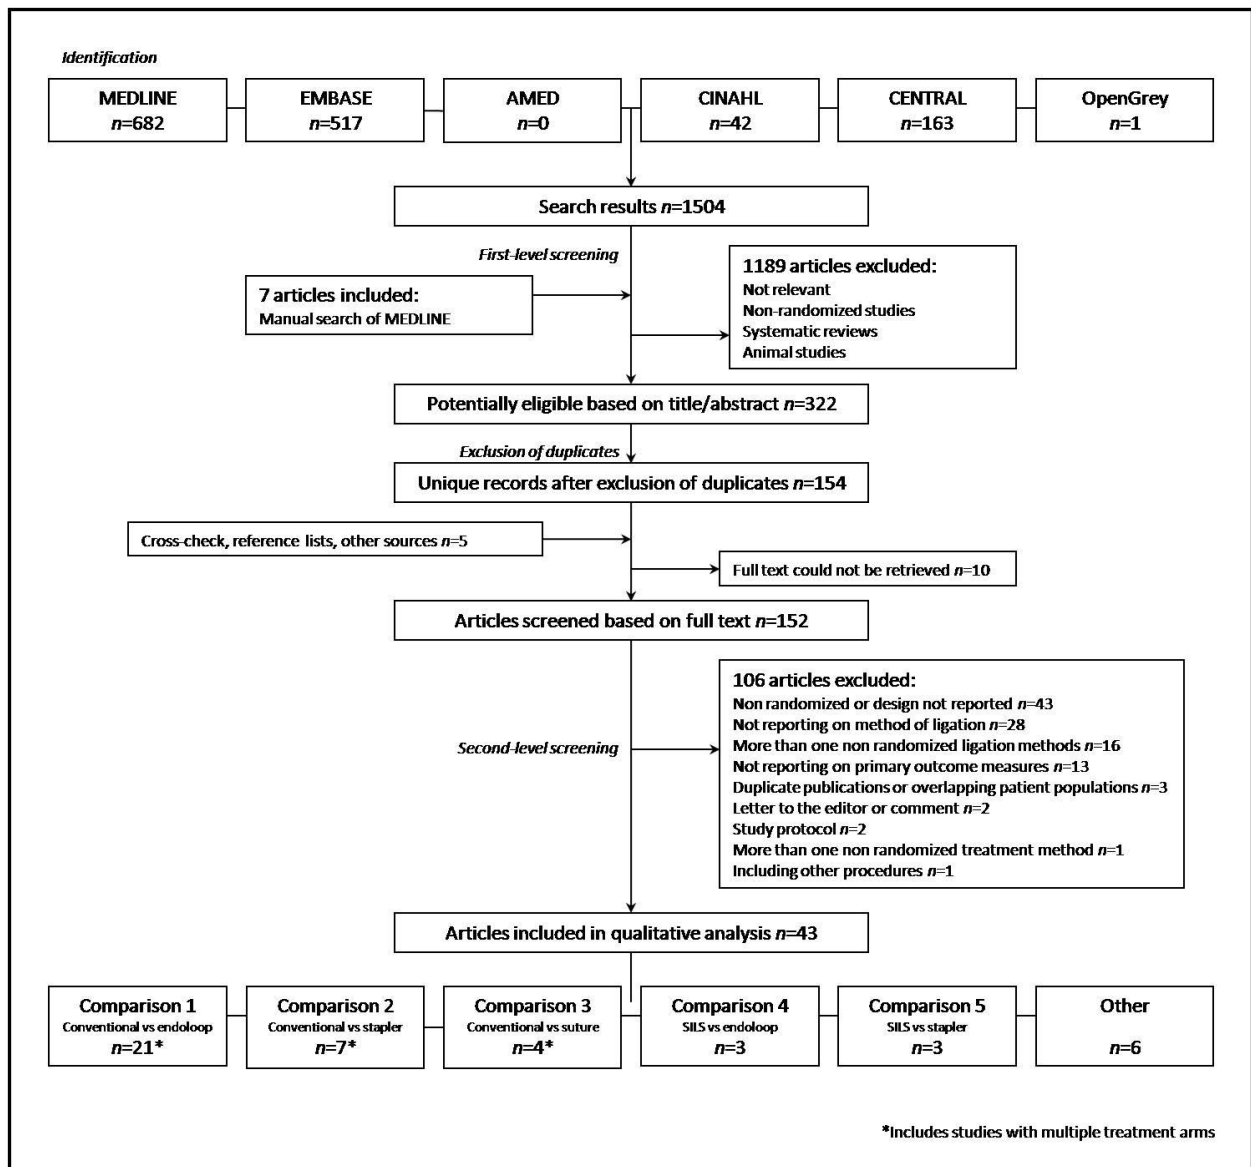 Identification
MEDLINE
n=682
EMBASE
n=517
AMED
n=0
CINAHL
n=42
CENTRAL
n=163
OpenGrey
n=1
Search results n=1504
First-level screening
7 articles included:
Manual search of MEDLINE
1189 articles excluded:
Not relevant
Non-randomized studies
Systematic reviews
Animal studies
Potentially eligible based on title/abstract n=322
Exclusion of duplicates
Unique records after exclusion of duplicates n=154
Cross-check, reference lists, other sources n=5
Full text could not be retrieved n=10
Articles screened based on full text n=152
Second-level screening
106 articles excluded:
Non randomized or design not reported n=43
Not reporting on method of ligation n=28
More than one non randomized ligation methods n=16
Not reporting on primary outcome measures n=13
Duplicate publications or overlapping patient populations n=3
Letter to the editor or comment n=2
Study protocol n=2
More than one non randomized treatment method n=1
Including other procedures n=1
Articles included in qualitative analysis n=43
Comparison 1
Conventional vs endoloop
n=21*
Comparison 2
Conventional vs stapler
n=7*
Comparison 3
Conventional vs suture
n=4*
Comparison 4
SILS vs endoloop
n=3
Comparison 5
SILS vs stapler
n=3
Other
n=6
*Includes studies with multiple treatment arms